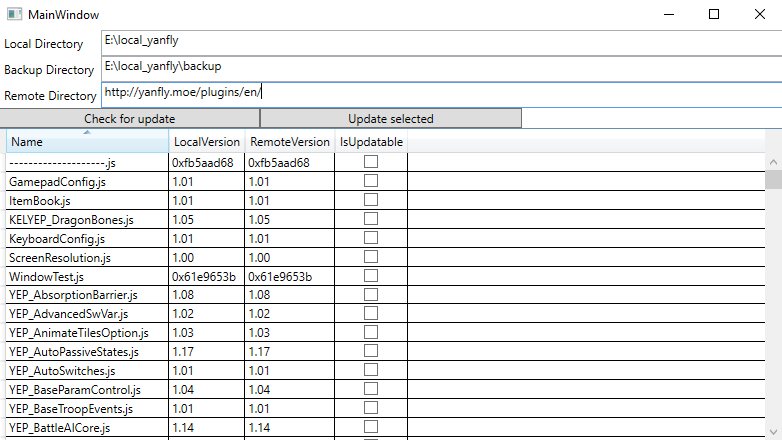 MainWindow
Local Directory E:\local_yanfly
Backup Directory E:\local_yanfly\backup
Remote Directory http://yanfly.moe/plugins/en/
Check for update Update selected
Name LocalVersion RemoteVersion IsUpdatable
--------------------.js 0xfb5aad68 0xfb5aad68
GamepadConfig.js 1.01 1.01
ItemBook.js 1.01 1.01
KELYEP_DragonBones.js 1.05 1.05
KeyboardConfig.js 1.01 1.01
ScreenResolution.js 1.00 1.00
WindowTest.js 0x61e9653b 0x61e9653b
YEP_AbsorptionBarrier.js 1.08 1.08
YEP_AdvancedSwVar.js 1.02 1.02
YEP_AnimateTilesOption.js 1.03 1.03
YEP_AutoPassiveStates.js 1.17 1.17
YEP_AutoSwitches.js 1.01 1.01
YEP_BaseParamControl.js 1.04 1.04
YEP_BaseTroopEvents.js 1.01 1.01
YEP_BattleAICore.js 1.14 1.14